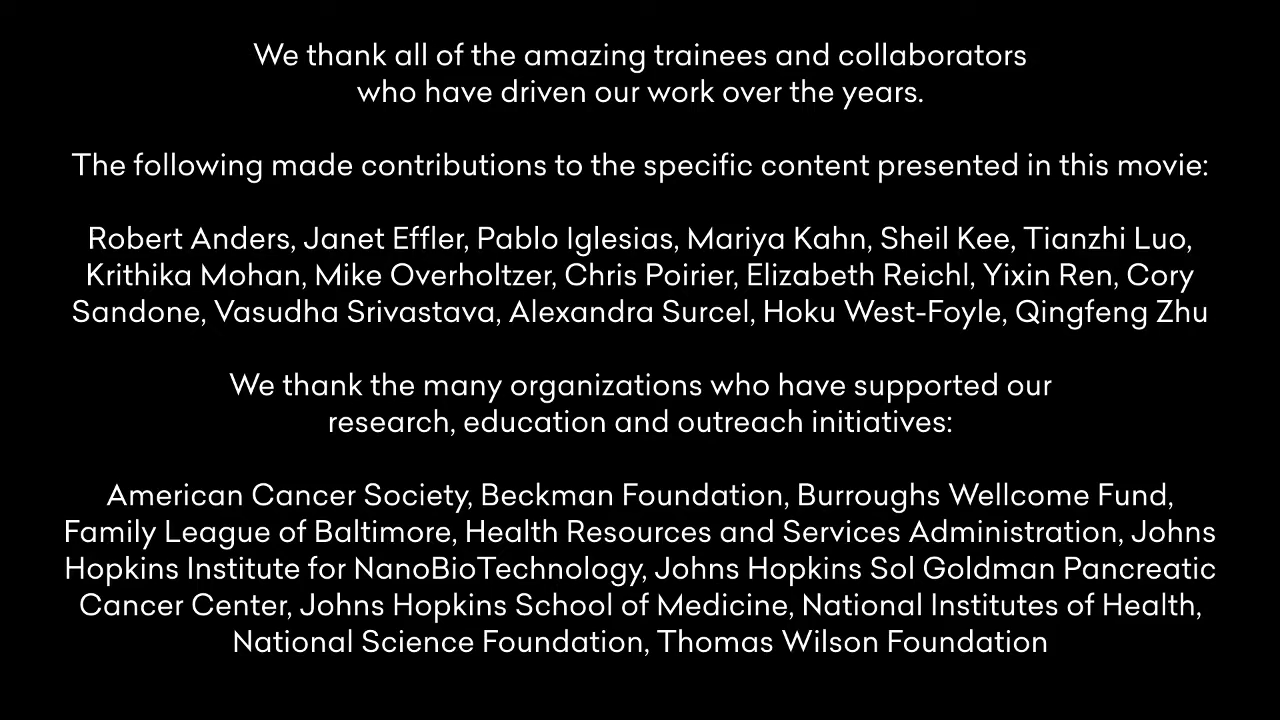 We thank all of the amazing trainees and collaborators
who have driven our work over the years.
The following made contributions to the specific content presented in this movie:
Robert Anders, Janet Effler, Pablo Iglesias, Mariya Kahn, Sheil Kee, Tianzhi Luo,
Krithika Mohan, Mike Overholtzer, Chris Poirier, Elizabeth Reichl, Yixin Ren, Cory
Sandone, Vasudha Srivastava, Alexandra Surcel, Hoku West-Foyle, Qingfeng Zhu
We thank the many organizations who have supported our
research, education and outreach initiatives:
American Cancer Society, Beckman Foundation, Burroughs Wellcome Fund,
Family League of Baltimore, Health Resources and Services Administration, Johns
Hopkins Institute for NanoBioTechnology, Johns Hopkins Sol Goldman Pancreatic
Cancer Center, Johns Hopkins School of Medicine, National Institutes of Health,
National Science Foundation, Thomas Wilson Foundation